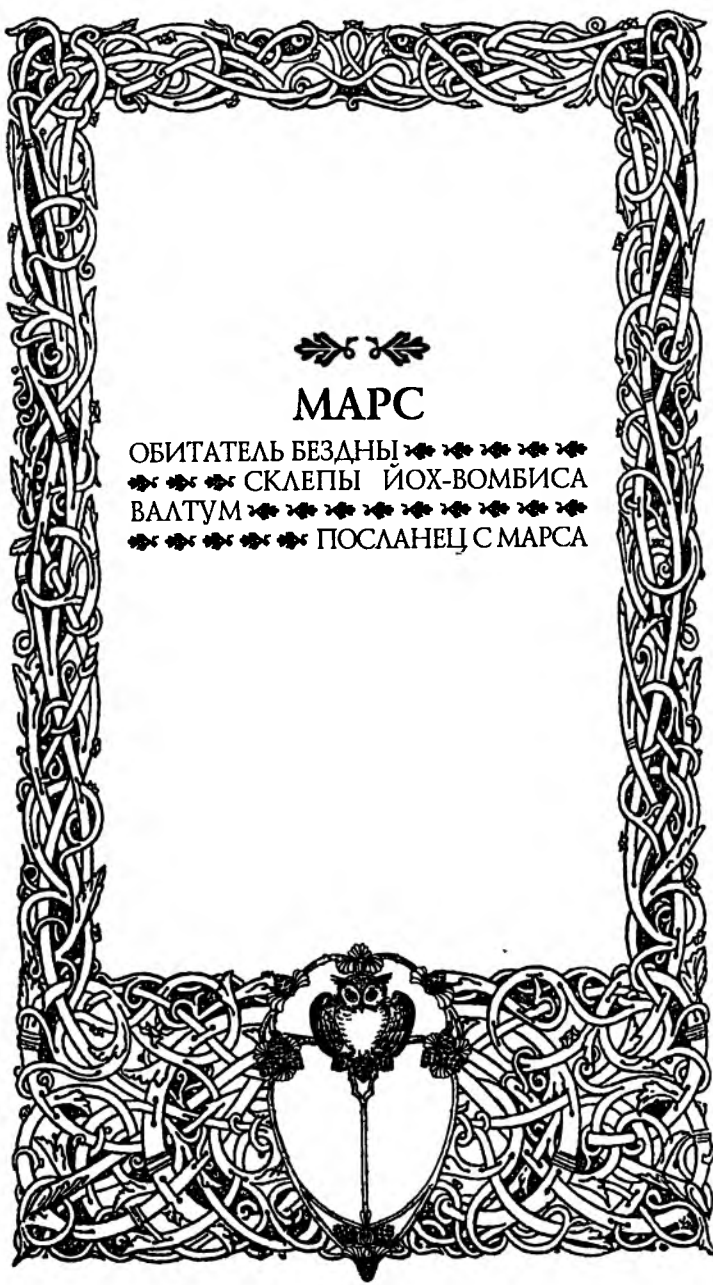 МАРС
ОБИТАТЕЛЬ БЕЗДНЫ
СКЛЕПЫ ЙОХ-ВОМБИСА
ВАЛТУМ
ПОСЛАНЕЦ С МАРСА